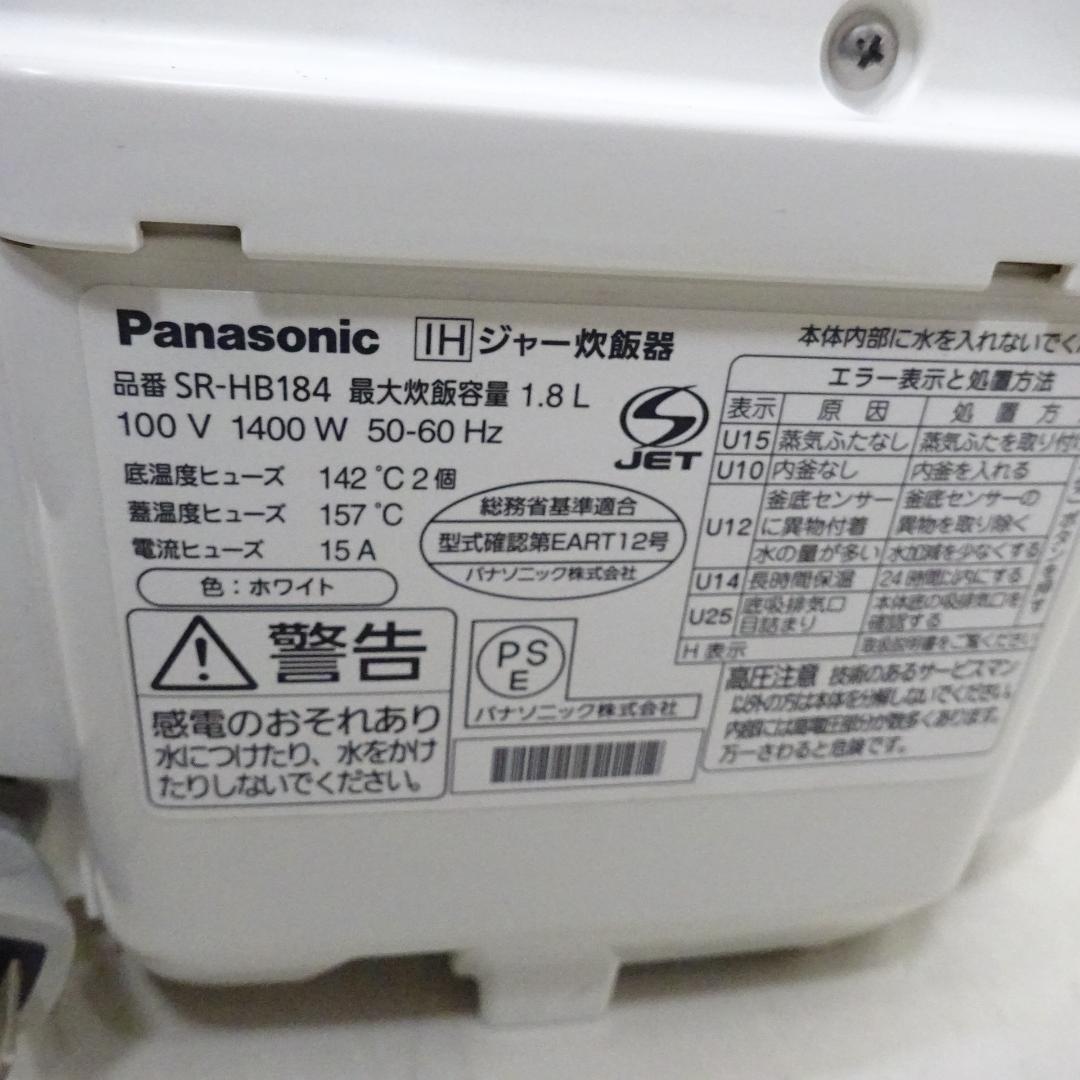 Panasonic IHジャー炊飯器
品番 SR-HB184 最大炊飯容量 1.8 L
100 V 1400 W 50-60 Hz
底温度ヒューズ 142 ℃ 2個
蓋温度ヒューズ 157 ℃
電流ヒューズ 15 A
色：ホワイト
JET
総務省基準適合
型式確認第EART12号
パナソニック株式会社
警告
感電のおそれあり
水につけたり、水をかけ
たりしないでください。
PS
E
パナソニック株式会社
本体内部に水を入れないでくだ
エラー表示と処置方法
表示 原因 処置方
U15 蒸気ふたなし 蒸気ふたを取り付け
U10 内釜なし 内釜を入れる
U12 釜底センサーに異物付着 釜底センサーの異物を取り除く
水の量が多い 水加減を少なくする
U14 長時間保温 24時間以内にする
U25 底吸排気口目詰まり 本体底の吸排気口を確認する
H 表示 取扱説明書をご覧ください
高圧注意 技術のあるサービスマン
以外の方は本体を分解しないでください。
内部には高電圧部分が数多くあります。
万一さわると危険です。